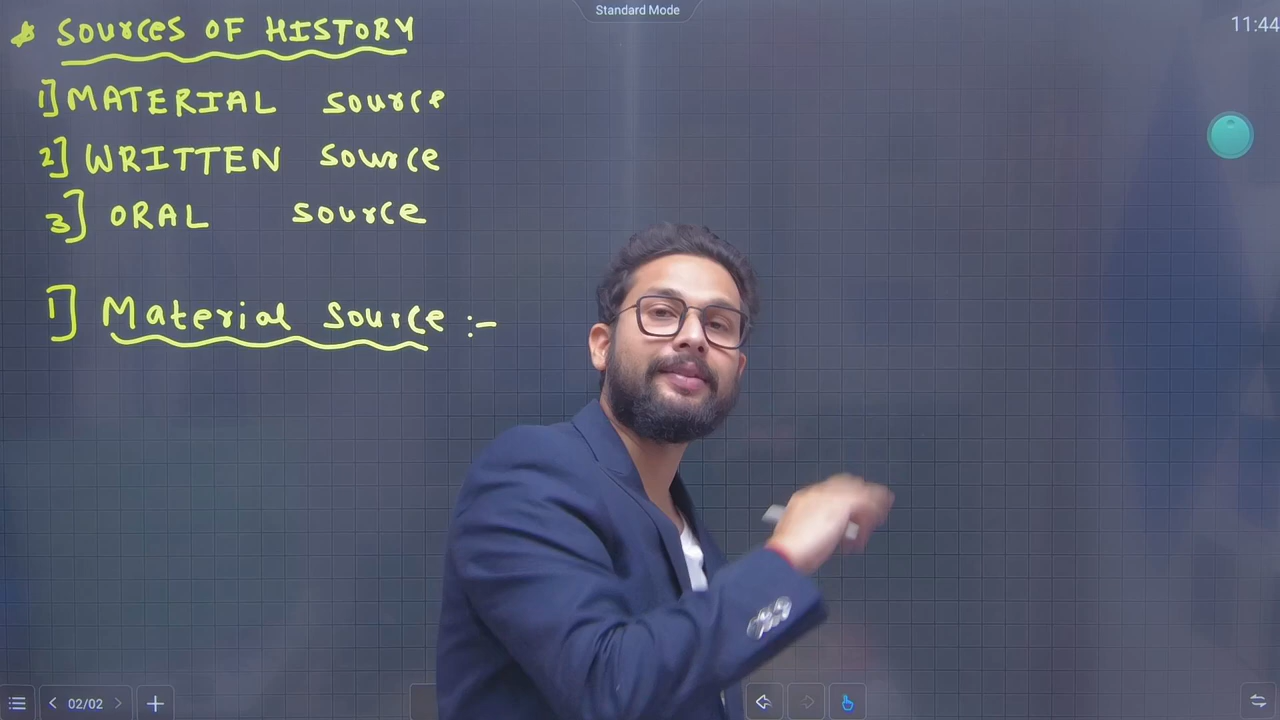 Standard Mode
11:44
* SOURCES OF HISTORY
1] MATERIAL source
2] WRITTEN source
3] ORAL source
1] Material source :-
02/02